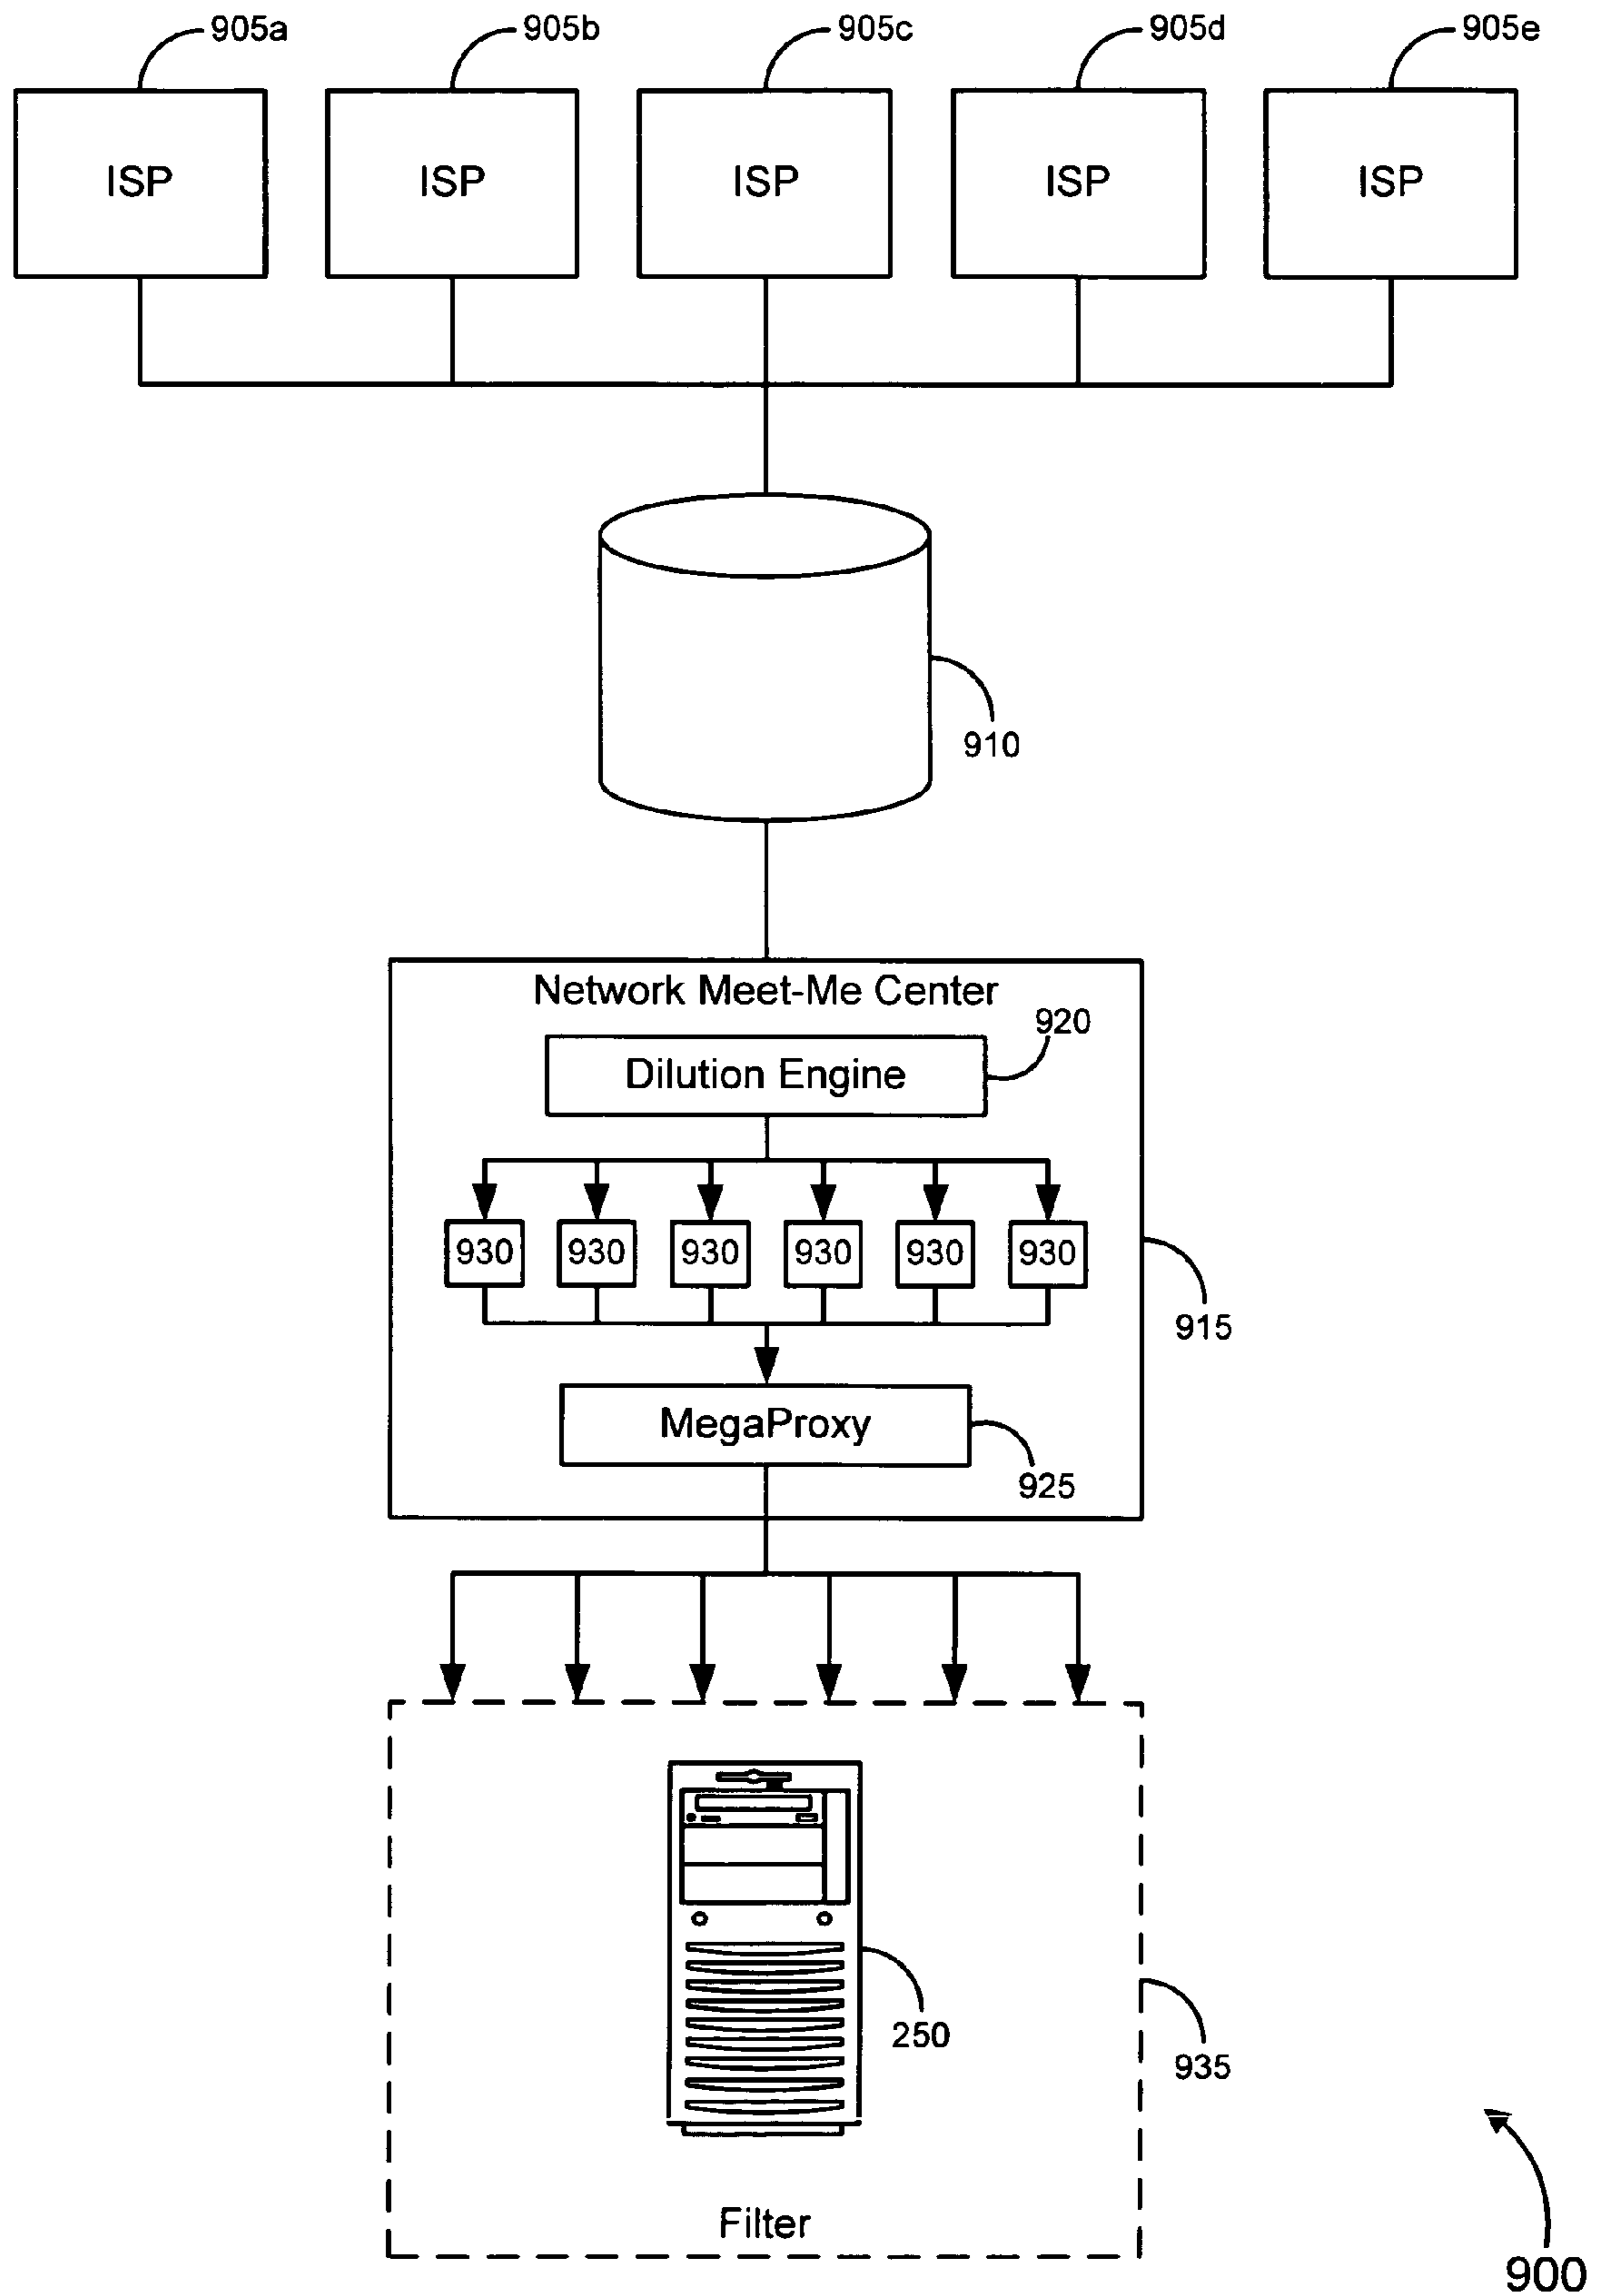 905a 905b 905c 905d 905e
ISP ISP ISP ISP ISP
910
Network Meet-Me Center
920
Dilution Engine
930 930 930 930 930 930
915
MegaProxy
925
250
935
Filter
900